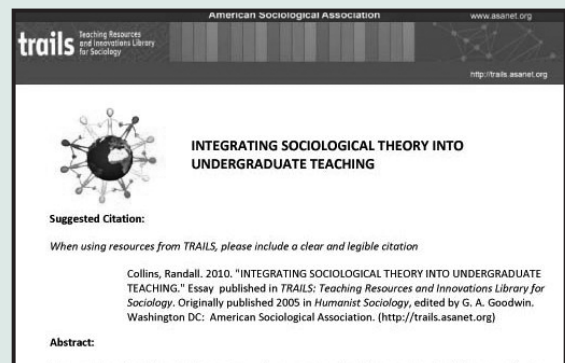 American Sociological Association
www.asanet.org
trails Teaching Resources
and Innovations Library
for Sociology
http://trails.asanet.org
INTEGRATING SOCIOLOGICAL THEORY INTO
UNDERGRADUATE TEACHING
Suggested Citation:
When using resources from TRAILS, please include a clear and legible citation
Collins, Randall. 2010. "INTEGRATING SOCIOLOGICAL THEORY INTO UNDERGRADUATE
TEACHING." Essay published in TRAILS: Teaching Resources and Innovations Library for
Sociology. Originally published 2005 in Humanist Sociology, edited by G. A. Goodwin.
Washington DC: American Sociological Association. (http://trails.asanet.org)
Abstract: